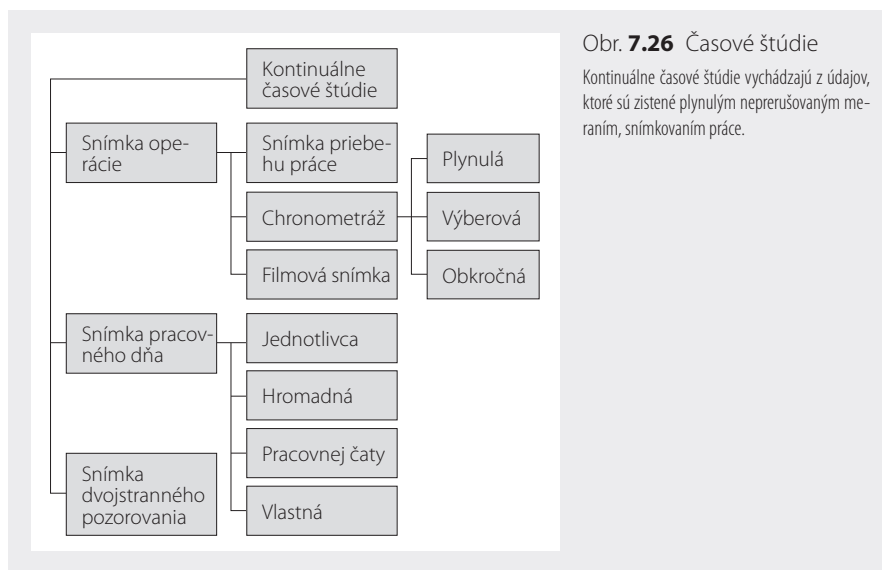 Kontinuálne
časové štúdie
Snímka ope-
rácie
Snímka priebe-
hu práce
Chronometráž
Filmová snímka
Plynulá
Výberová
Obkročná
Snímka pracov-
ného dňa
Jednotlivca
Hromadná
Pracovnej čaty
Vlastná
Snímka
dvojstranného
pozorovania
Obr. 7.26 Časové štúdie
Kontinuálne časové štúdie vychádzajú z údajov,
ktoré sú zistené plynulým neprerušovaným me-
raním, snímkovaním práce.